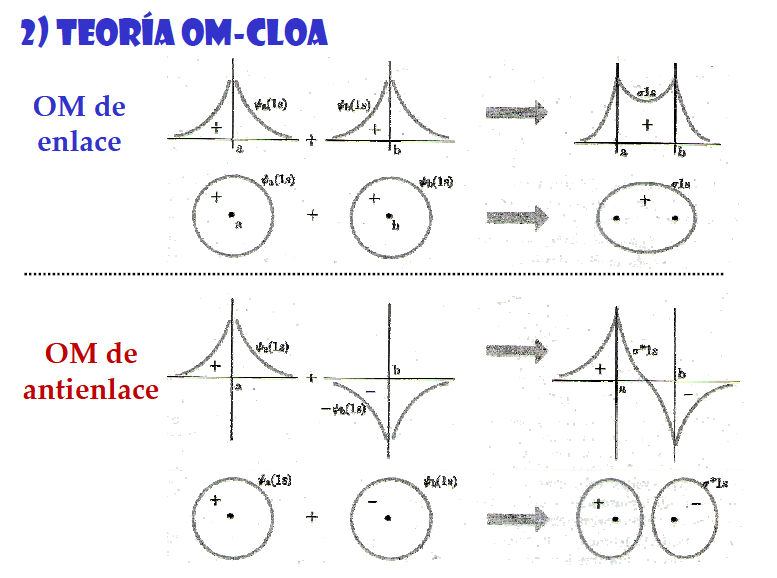 2) TEORÍA OM-CLOA
OM de
enlace
ψa(1s)
+
a
+
ψb(1s)
+
b
σ1s
+
a
b
ψa(1s)
+
a
+
ψb(1s)
+
b
σ1s
+
OM de
antienlace
ψa(1s)
+
a
+
b
−
−ψb(1s)
σ*1s
+
a
b
−
ψa(1s)
+
+
ψb(1s)
−
+
σ*1s
−